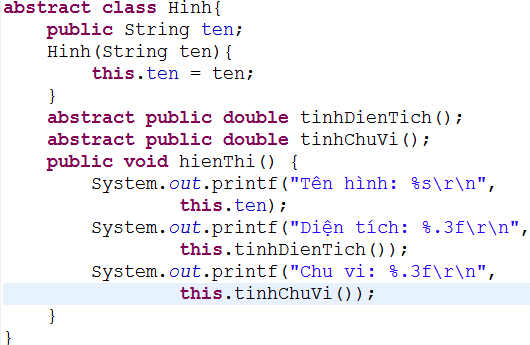 abstract class Hinh{
    public String ten;
    Hinh(String ten){
        this.ten = ten;
    }
    abstract public double tinhDienTich();
    abstract public double tinhChuVi();
    public void hienThi() {
        System.out.printf("Tên hình: %s\r\n",
                this.ten);
        System.out.printf("Diện tích: %.3f\r\n",
                this.tinhDienTich());
        System.out.printf("Chu vi: %.3f\r\n",
                this.tinhChuVi());
    }
}